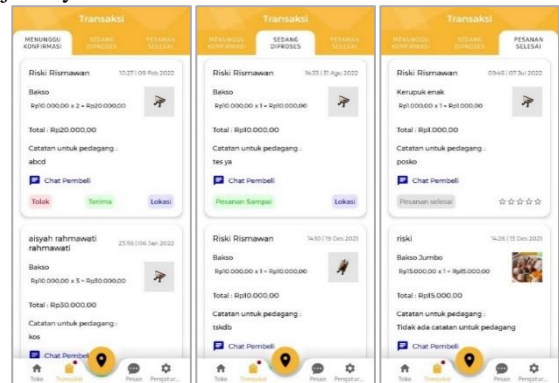 Transaksi
MENUNGGU KONFIRMASI
SEDANG DIPROSES
PESANAN SELESAI
Riski Rismawan
10:27 | 09 Feb 2022
Bakso
Rp10.000,00 x 2 = Rp20.000,00
Total : Rp20.000,00
Catatan untuk pedagang :
abcd
Chat Pembeli
Tolak
Terima
Lokasi
aisyah rahmawati
rahmawati
23:56 | 06 Jan 2022
Bakso
Rp10.000,00 x 3 = Rp30.000,00
Total : Rp30.000,00
Catatan untuk pedagang :
kos
Chat Pembeli
Toko
Transaksi
Pesan
Pengatur...
Transaksi
MENUNGGU KONFIRMASI
SEDANG DIPROSES
PESANAN SELESAI
Riski Rismawan
14:33 | 31 Agu 2022
Bakso
Rp10.000,00 x 1 = Rp10.000,00
Total : Rp10.000,00
Catatan untuk pedagang :
tes ya
Chat Pembeli
Pesanan Sampai
Lokasi
Riski Rismawan
14:10 | 19 Des 2021
Bakso
Rp10.000,00 x 1 = Rp10.000,00
Total : Rp10.000,00
Catatan untuk pedagang :
tskdb
Chat Pembeli
Toko
Transaksi
Pesan
Pengatur...
Transaksi
MENUNGGU KONFIRMASI
SEDANG DIPROSES
PESANAN SELESAI
Riski Rismawan
09:45 | 07 Jul 2022
Kerupuk enak
Rp1.000,00 x 1 = Rp1.000,00
Total : Rp1.000,00
Catatan untuk pedagang :
posko
Chat Pembeli
Pesanan selesai
riski
14:28 | 13 Des 2021
Bakso Jumbo
Rp15.000,00 x 1 = Rp15.000,00
Total : Rp15.000,00
Catatan untuk pedagang :
Tidak ada catatan untuk pedagang
Chat Pembeli
Toko
Transaksi
Pesan
Pengatur...